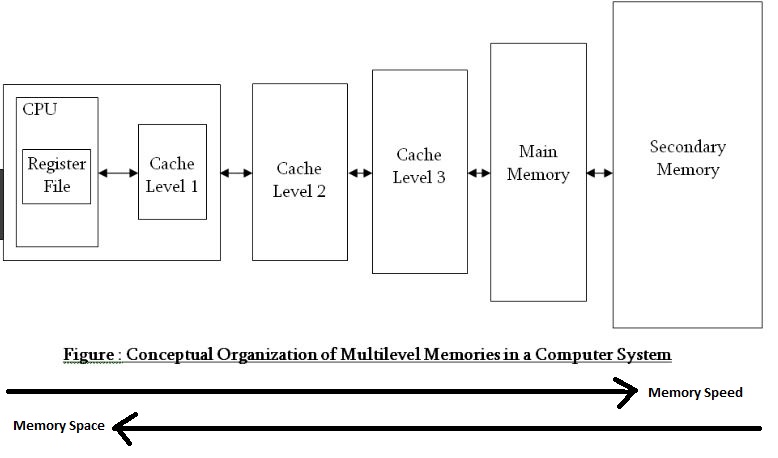 CPU
Register
File
Cache
Level 1
Cache
Level 2
Cache
Level 3
Main
Memory
Secondary
Memory
Figure : Conceptual Organization of Multilevel Memories in a Computer System
Memory Speed
Memory Space